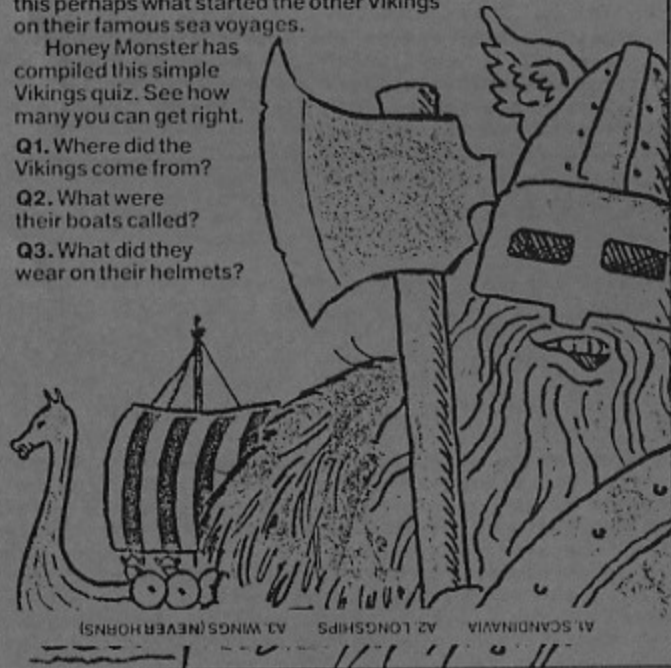 this perhaps what started the other Vikings
on their famous sea voyages.
Honey Monster has
compiled this simple
Vikings quiz. See how
many you can get right.
Q1. Where did the
Vikings come from?
Q2. What were
their boats called?
Q3. What did they
wear on their helmets?
A1. SCANDINAVIA A2. LONGSHIPS A3. WINGS (NEVER HORNS)